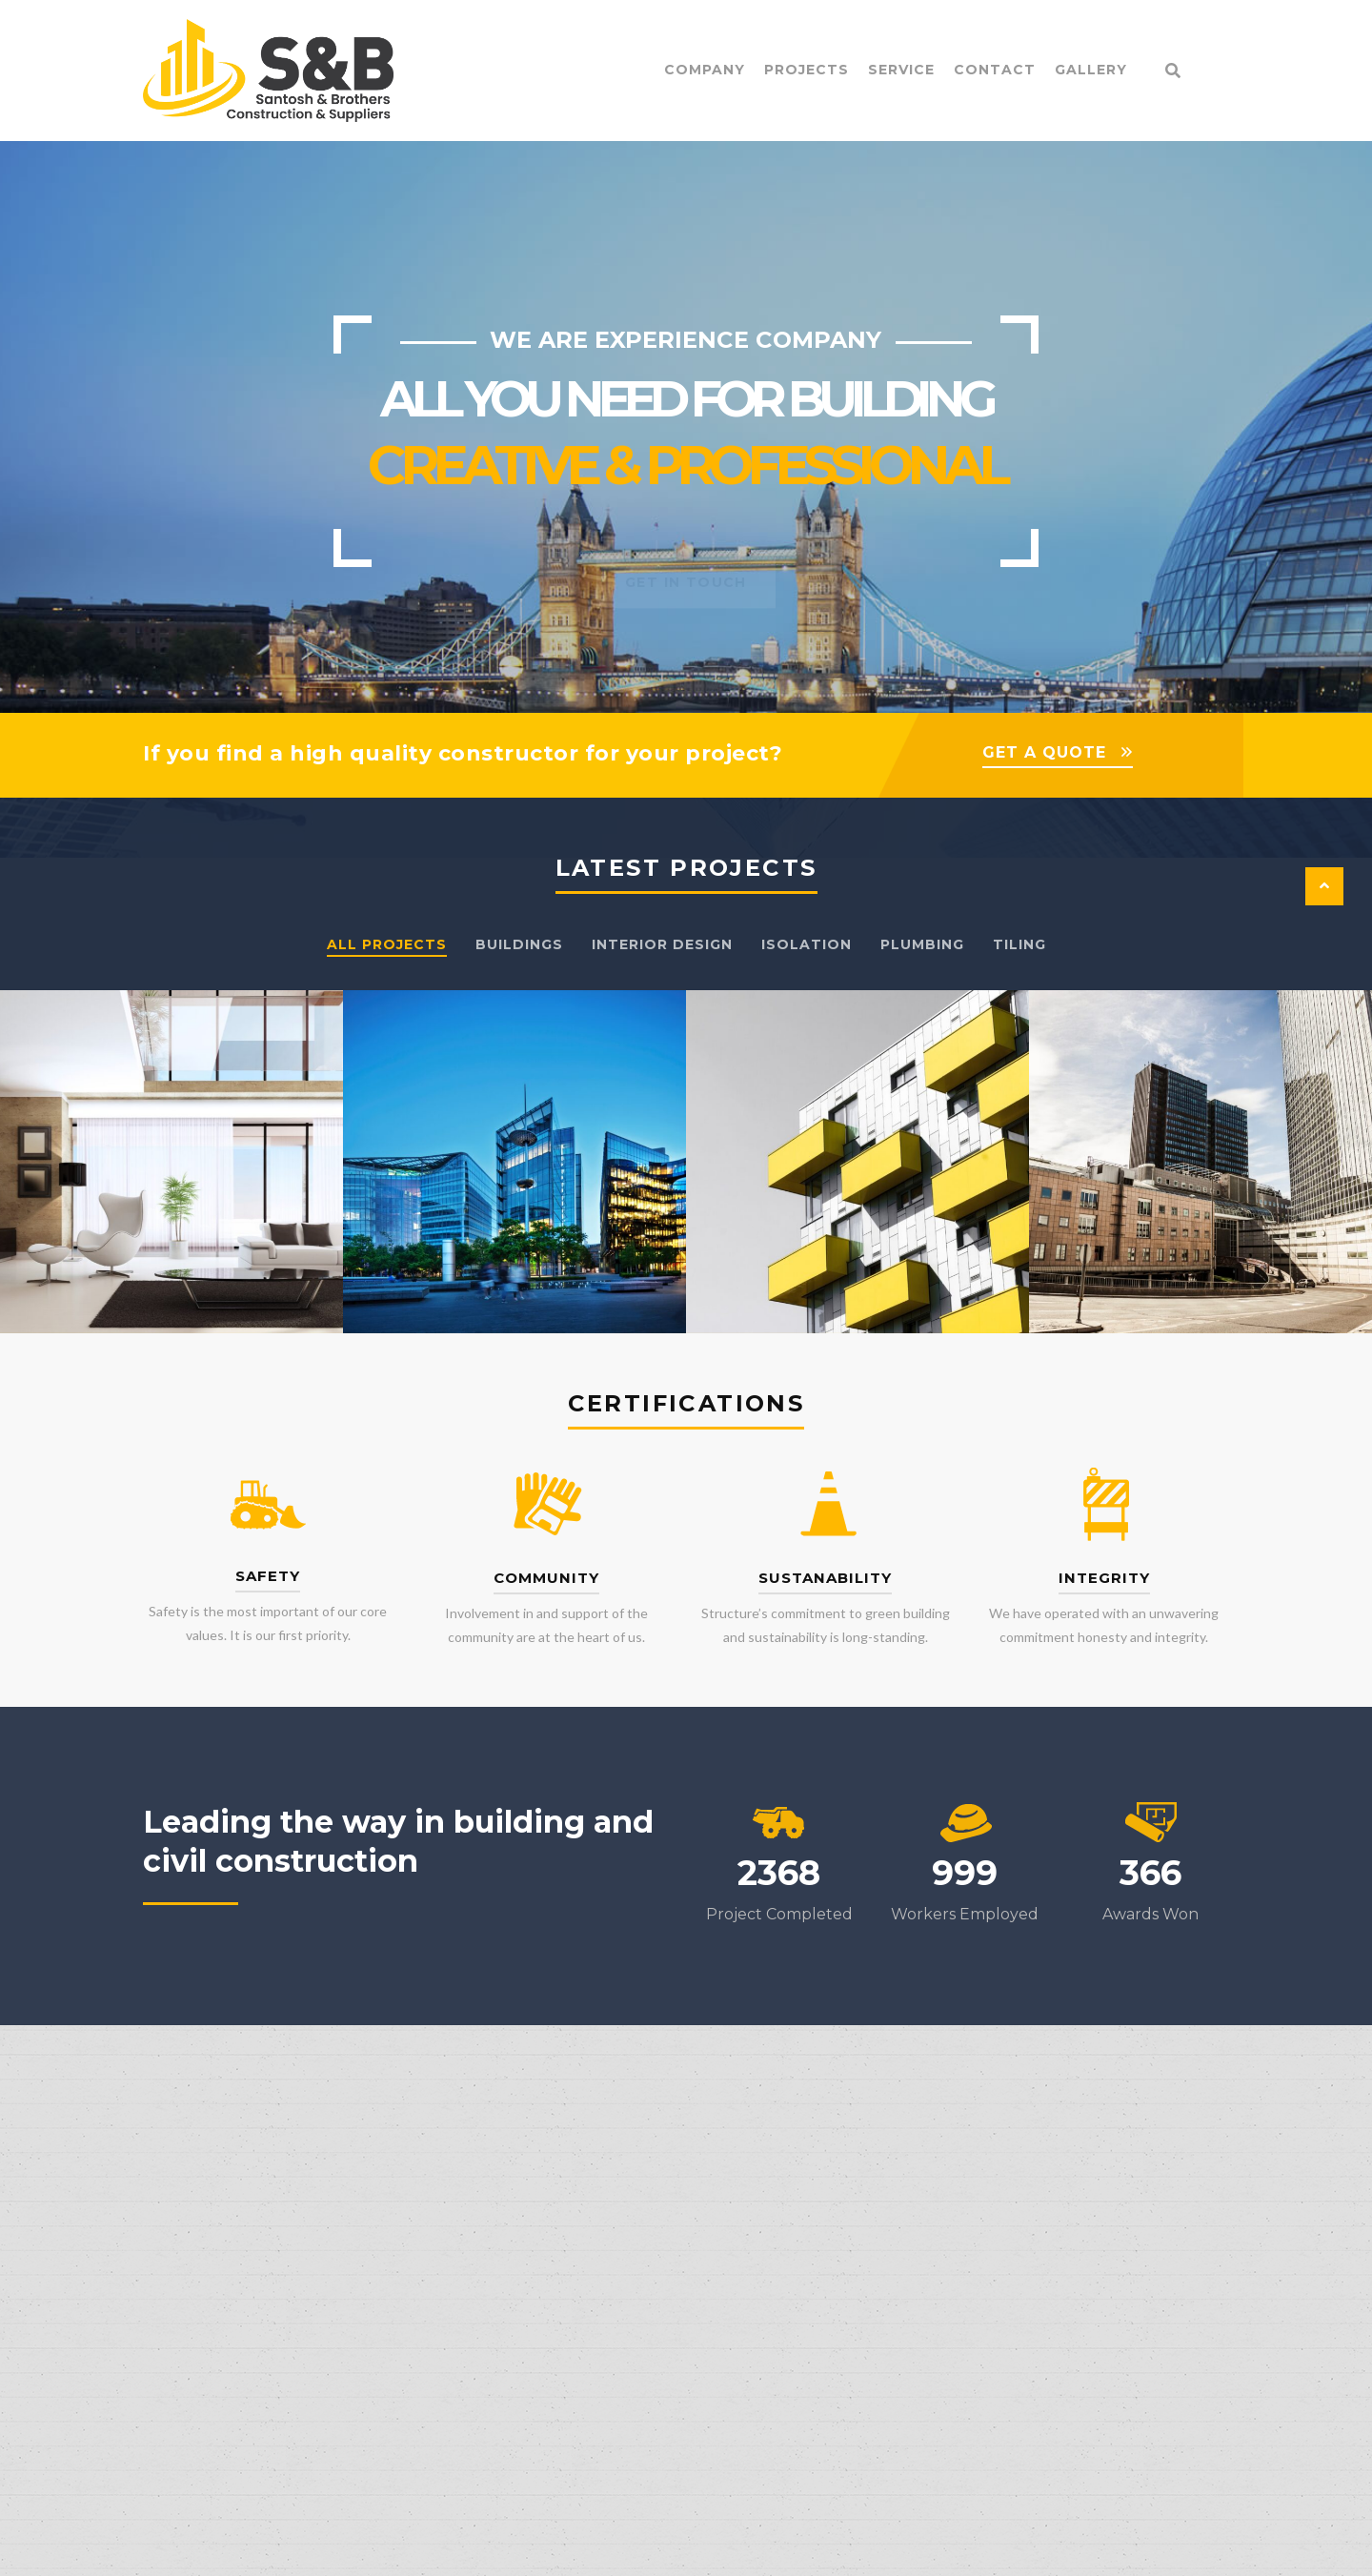 S&B
Santosh & Brothers
Construction & Suppliers
COMPANY PROJECTS SERVICE CONTACT GALLERY
WE ARE EXPERIENCE COMPANY
ALL YOU NEED FOR BUILDING
CREATIVE & PROFESSIONAL
GET IN TOUCH
If you find a high quality constructor for your project?
GET A QUOTE
LATEST PROJECTS
ALL PROJECTS BUILDINGS INTERIOR DESIGN ISOLATION PLUMBING TILING
CERTIFICATIONS
SAFETY
Safety is the most important of our core
values. It is our first priority.
COMMUNITY
Involvement in and support of the
community are at the heart of us.
SUSTANABILITY
Structure's commitment to green building
and sustainability is long-standing.
INTEGRITY
We have operated with an unwavering
commitment honesty and integrity.
Leading the way in building and
civil construction
2368
Project Completed
999
Workers Employed
366
Awards Won